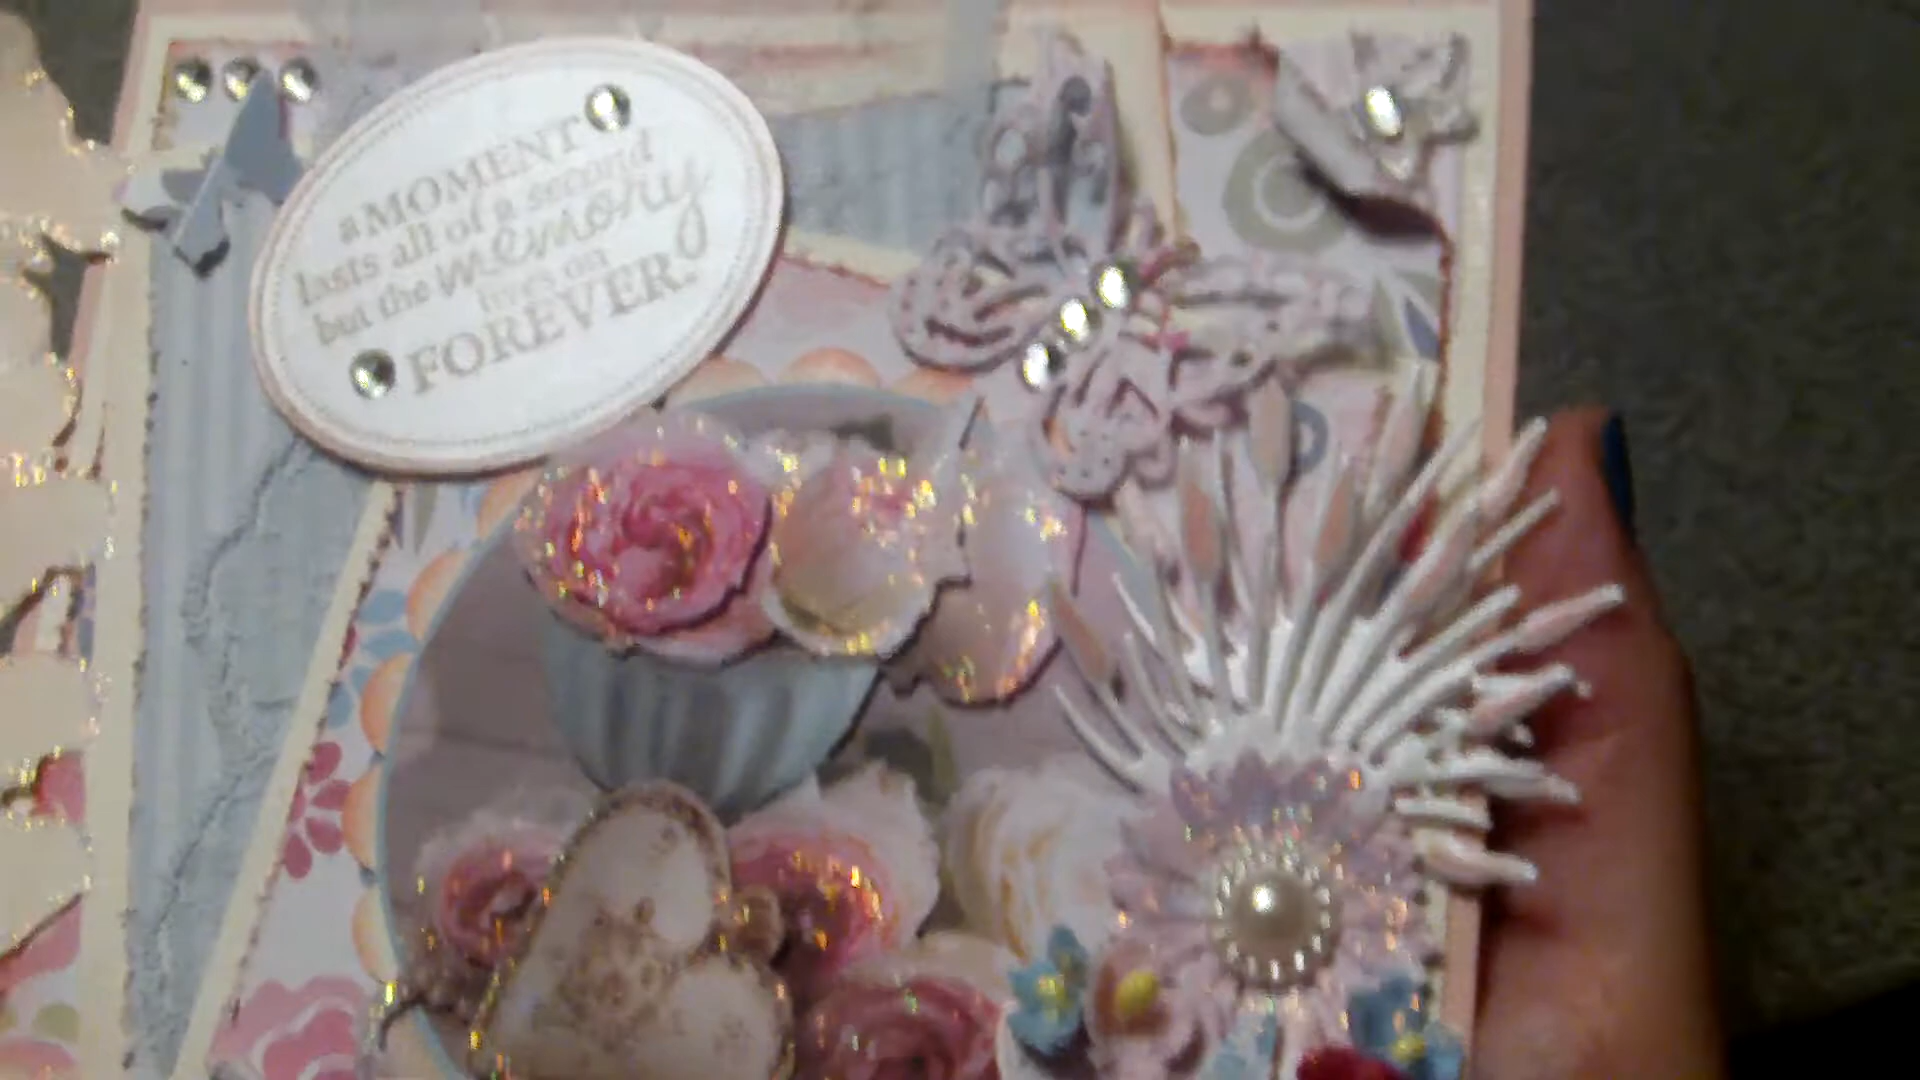 a MOMENT
lasts all of a second
but the memory
lives on
FOREVER.